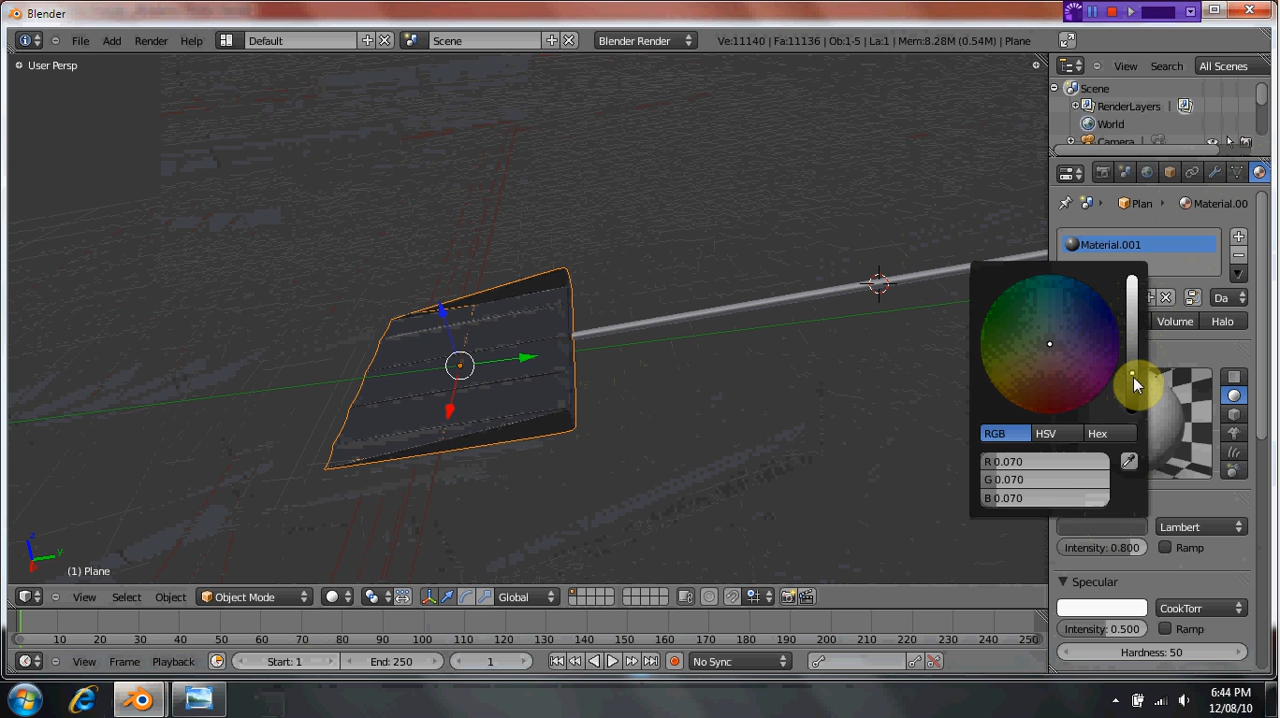 Blender
File Add Render Help Default Scene Blender Render Ve:11140 | Fa:11136 | Ob:1-5 | La:1 | Mem:8.28M (0.54M) | Plane
User Persp
View Search All Scenes
Scene
RenderLayers |
World
Camera
Plan Material.00
Material.001
Da
Volume Halo
RGB HSV Hex
R 0.070
G 0.070
B 0.070
Lambert
Intensity: 0.800 Ramp
Specular
CookTorr
Intensity: 0.500 Ramp
Hardness: 50
z
y
(1) Plane
View Select Object Object Mode Global
10 20 30 40 50 60 70 80 90 100 110 120 130 140 150 160 170 180 190 200 210 220 230 240 250
View Frame Playback Start: 1 End: 250 1 No Sync
6:44 PM
12/08/10